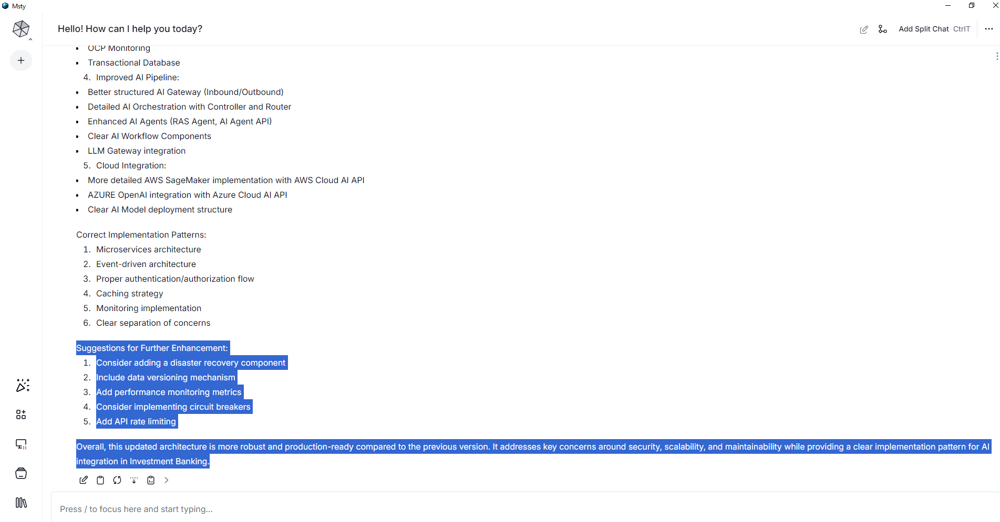 Msty
Hello! How can I help you today?
Add Split Chat CtrlT
• OCP Monitoring
• Transactional Database
4. Improved AI Pipeline:
• Better structured AI Gateway (Inbound/Outbound)
• Detailed AI Orchestration with Controller and Router
• Enhanced AI Agents (RAS Agent, AI Agent API)
• Clear AI Workflow Components
• LLM Gateway integration
5. Cloud Integration:
• More detailed AWS SageMaker implementation with AWS Cloud AI API
• AZURE OpenAI integration with Azure Cloud AI API
• Clear AI Model deployment structure
Correct Implementation Patterns:
1. Microservices architecture
2. Event-driven architecture
3. Proper authentication/authorization flow
4. Caching strategy
5. Monitoring implementation
6. Clear separation of concerns
Suggestions for Further Enhancement:
1. Consider adding a disaster recovery component
2. Include data versioning mechanism
3. Add performance monitoring metrics
4. Consider implementing circuit breakers
5. Add API rate limiting
Overall, this updated architecture is more robust and production-ready compared to the previous version. It addresses key concerns around security, scalability, and maintainability while providing a clear implementation pattern for AI
integration in Investment Banking.
Press / to focus here and start typing...